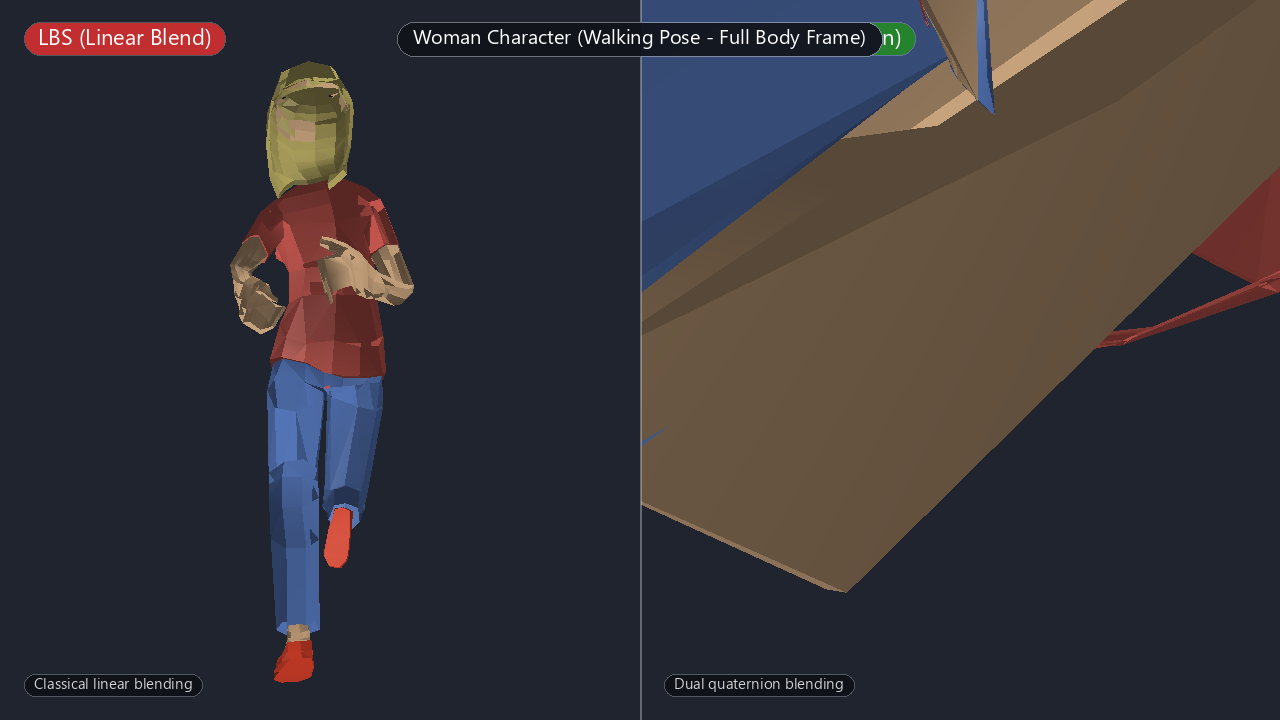 LBS (Linear Blend)
Woman Character (Walking Pose - Full Body Frame)
n)
Classical linear blending
Dual quaternion blending